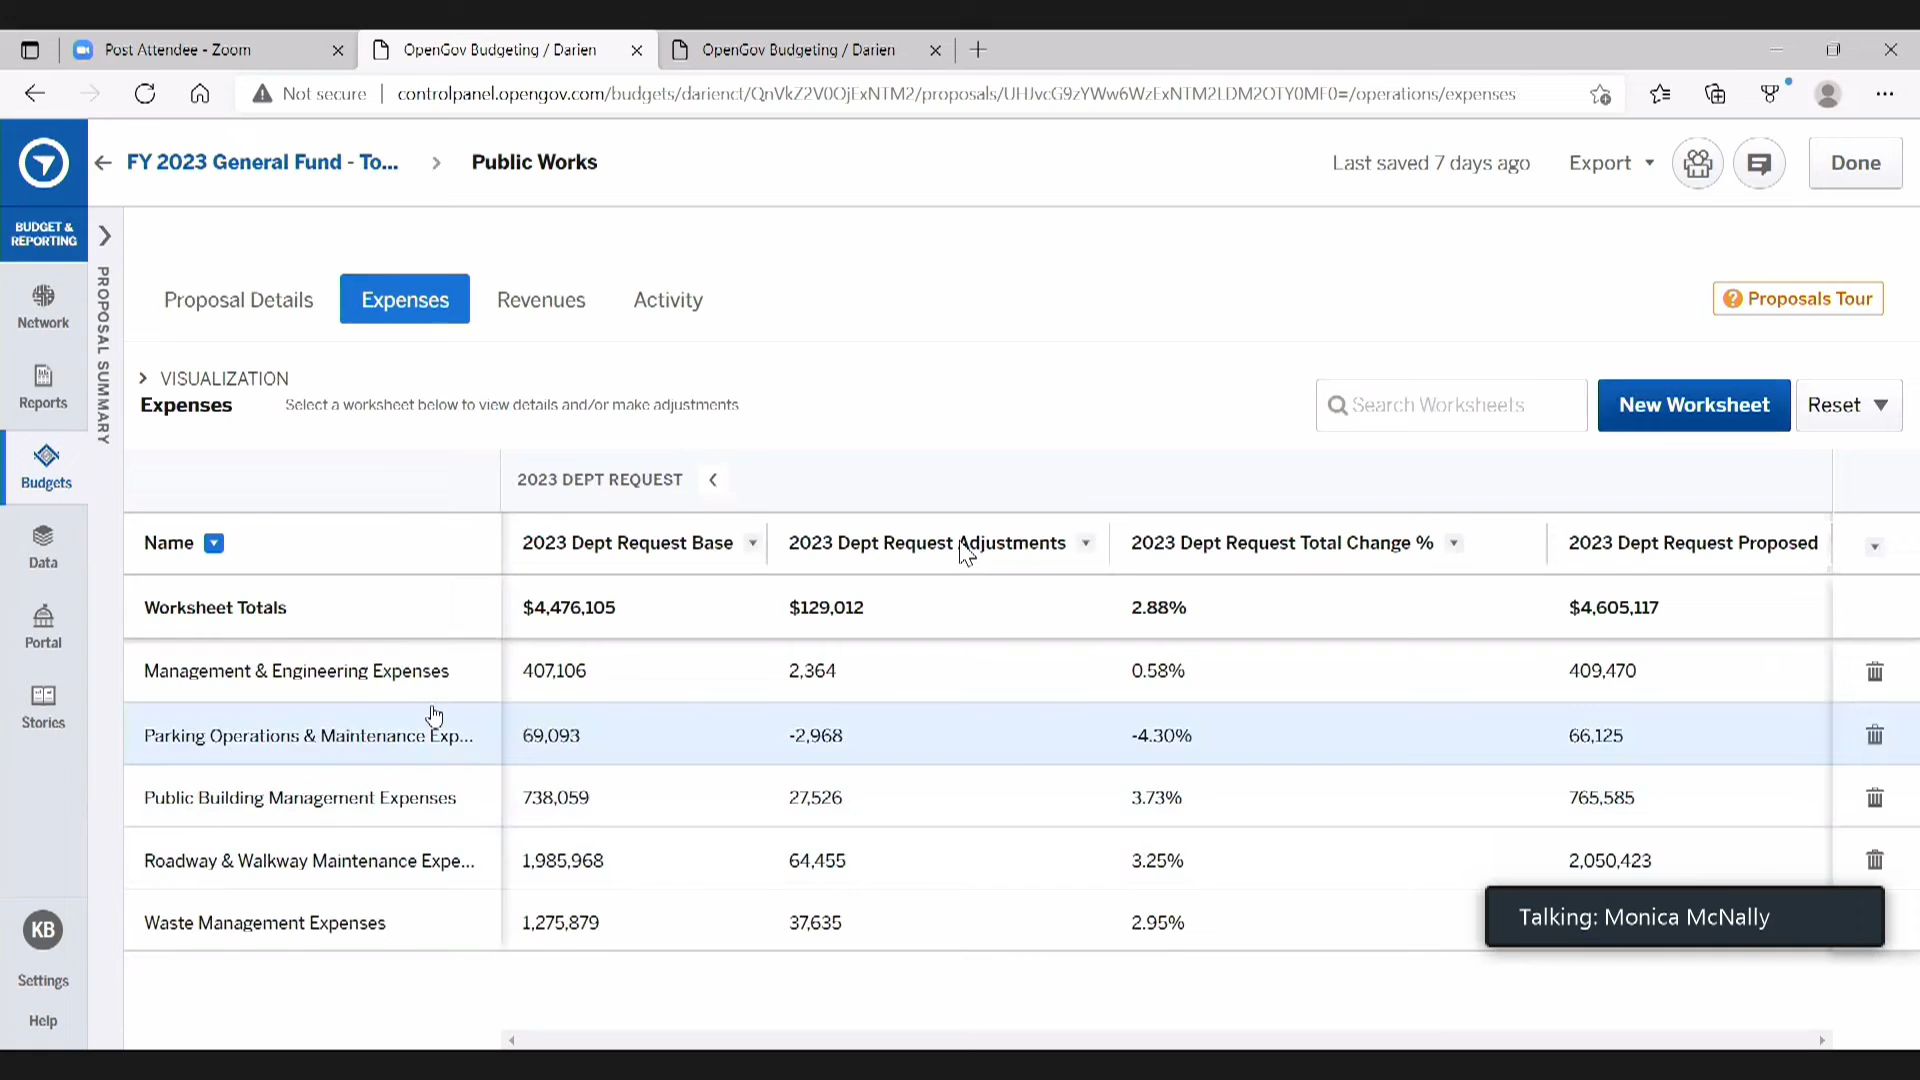 Post Attendee - Zoom
OpenGov Budgeting / Darien
OpenGov Budgeting / Darien
Not secure
controlpanel.opengov.com/budgets/darienct/QnVkZ2V0OjExNTM2/proposals/UHJvcG9zYWw6WzExNTM2LDM2OTY0MF0=/operations/expenses
FY 2023 General Fund - To...
Public Works
Last saved 7 days ago
Export
Done
BUDGET &
REPORTING
PROPOSAL SUMMARY
Network
Reports
Budgets
Data
Portal
Stories
KB
Settings
Help
Proposal Details
Expenses
Revenues
Activity
? Proposals Tour
VISUALIZATION
Expenses
Select a worksheet below to view details and/or make adjustments
Search Worksheets
New Worksheet
Reset
2023 DEPT REQUEST
Name 2023 Dept Request Base 2023 Dept Request Adjustments 2023 Dept Request Total Change % 2023 Dept Request Proposed
Worksheet Totals $4,476,105 $129,012 2.88% $4,605,117
Management & Engineering Expenses 407,106 2,364 0.58% 409,470
Parking Operations & Maintenance Exp... 69,093 -2,968 -4.30% 66,125
Public Building Management Expenses 738,059 27,526 3.73% 765,585
Roadway & Walkway Maintenance Expe... 1,985,968 64,455 3.25% 2,050,423
Waste Management Expenses 1,275,879 37,635 2.95%
Talking: Monica McNally